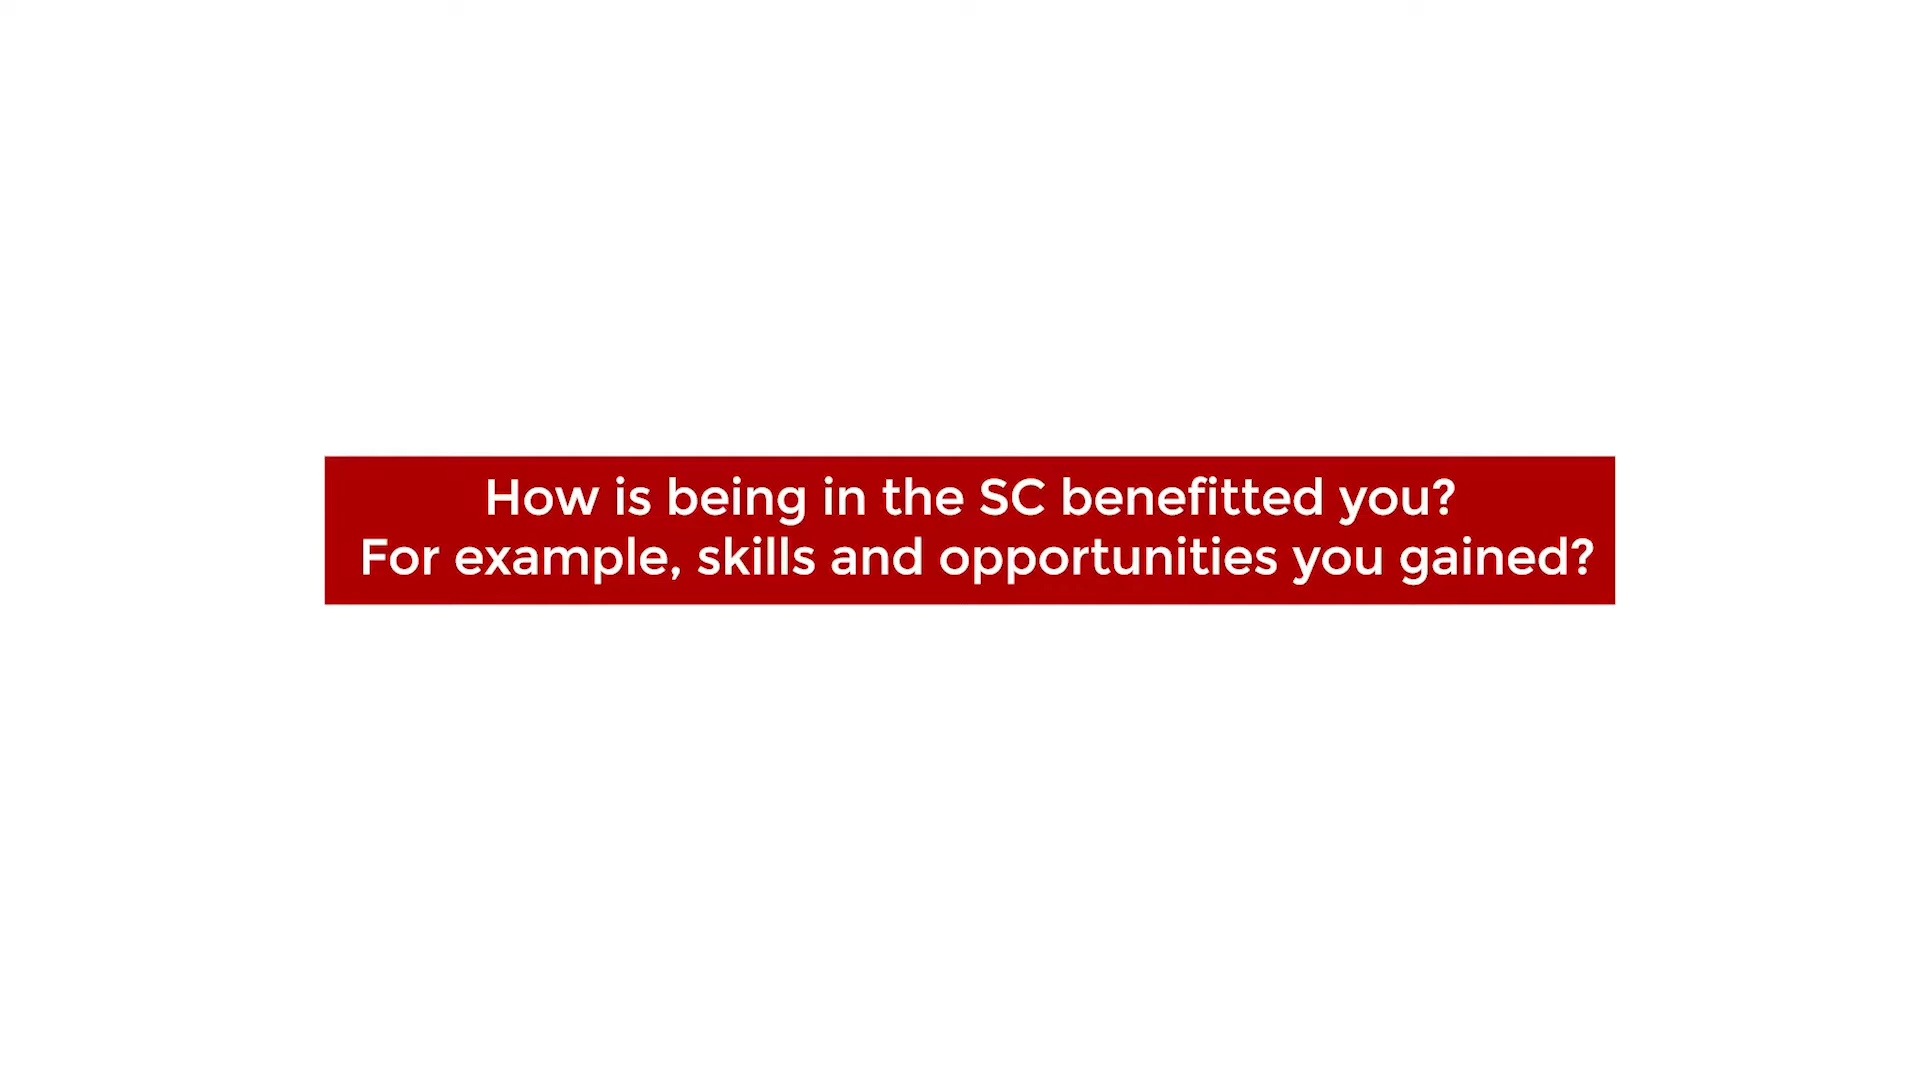 How is being in the SC benefitted you?
For example, skills and opportunities you gained?